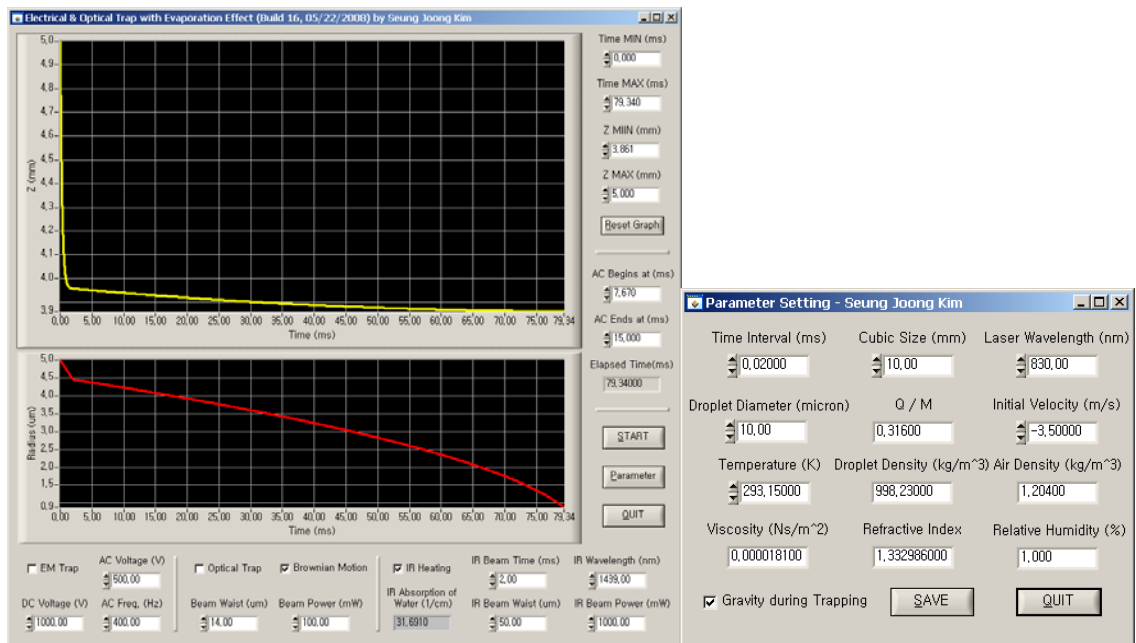 Electrical & Optical Trap with Evaporation Effect (Build 16, 05/22/2008) by Seung Joong Kim
5,0
4,9
4,8
4,7
4,6
4,5
4,4
4,3
4,2
4,1
4,0
3,9
Z (mm)
0,00 5,00 10,00 15,00 20,00 25,00 30,00 35,00 40,00 45,00 50,00 55,00 60,00 65,00 70,00 75,00 79,34
Time (ms)
Time MIN (ms)
0,000
Time MAX (ms)
79,340
Z MIIN (mm)
3,861
Z MAX (mm)
5,000
Reset Graph
AC Begins at (ms)
7,670
AC Ends at (ms)
15,000
Elapsed Time(ms)
79,34000
START
Parameter
QUIT
5,0
4,5
4,0
3,5
3,0
2,5
2,0
1,5
0,9
Radius (um)
0,00 5,00 10,00 15,00 20,00 25,00 30,00 35,00 40,00 45,00 50,00 55,00 60,00 65,00 70,00 75,00 79,34
Time (ms)
EM Trap
AC Voltage (V)
500,00
DC Voltage (V)
1000,00
AC Freq, (Hz)
400,00
Optical Trap
Brownian Motion
Beam Waist (um)
14,00
Beam Power (mW)
100,00
IR Heating
IR Absorption of
Water (1/cm)
31,6910
IR Beam Time (ms)
2,00
IR Wavelength (nm)
1439,00
IR Beam Waist (um)
50,00
IR Beam Power (mW)
1000,00
Parameter Setting - Seung Joong Kim
Time Interval (ms) Cubic Size (mm) Laser Wavelength (nm)
0,02000 10,00 830,00
Droplet Diameter (micron) Q / M Initial Velocity (m/s)
10,00 0,31600 -3,50000
Temperature (K) Droplet Density (kg/m^3) Air Density (kg/m^3)
293,15000 998,23000 1,20400
Viscosity (Ns/m^2) Refractive Index Relative Humidity (%)
0,000018100 1,332986000 1,000
Gravity during Trapping SAVE QUIT